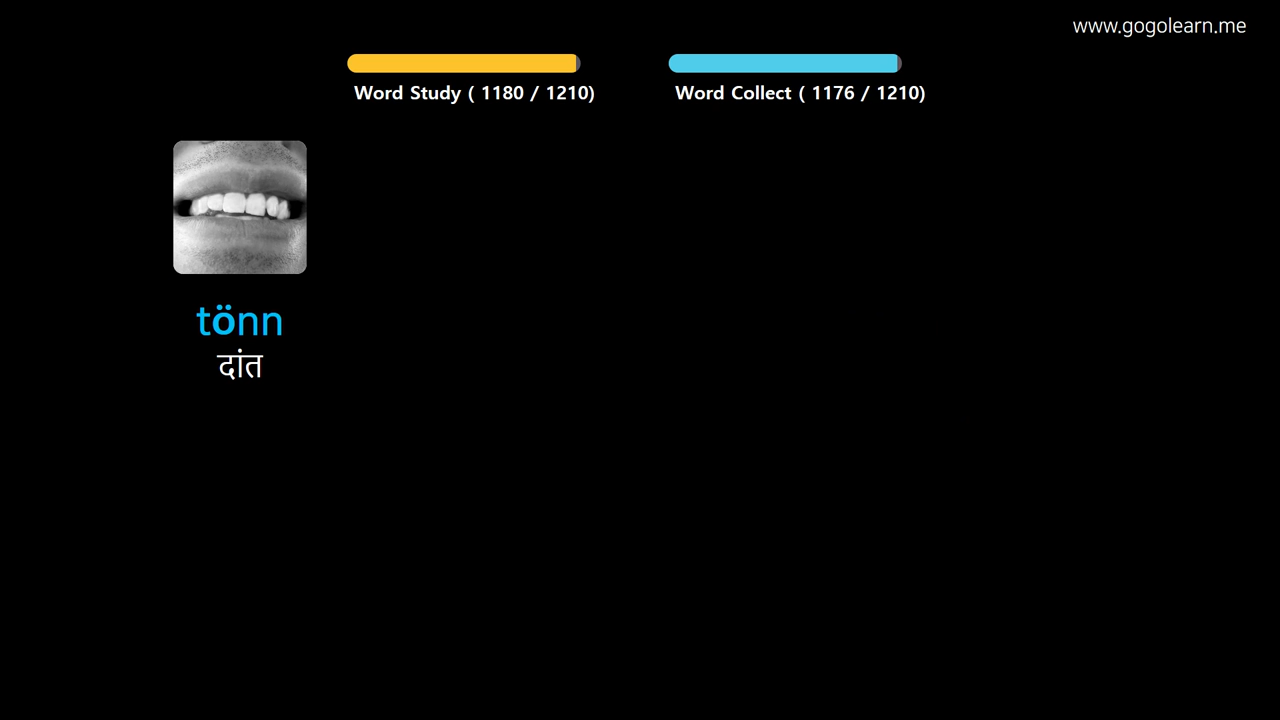 www.gogolearn.me
Word Study ( 1180 / 1210)
Word Collect ( 1176 / 1210)
tönn
दांत